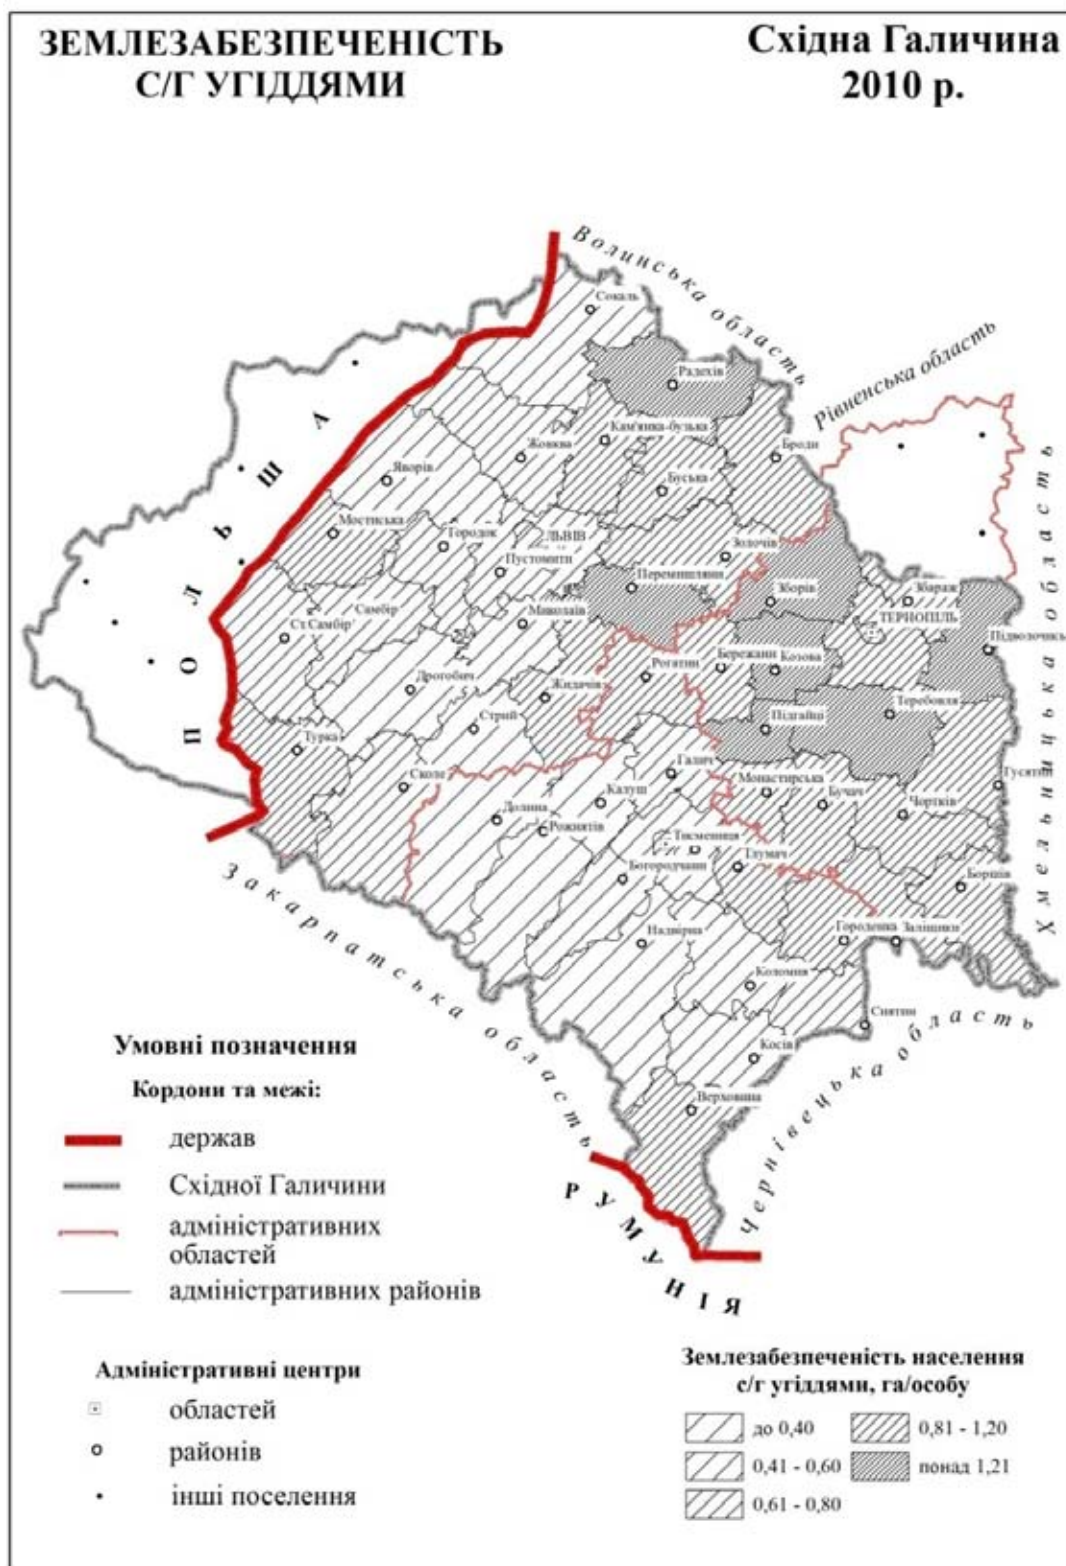 ЗЕМЛЕЗАБЕЗПЕЧЕНІСТЬ
С/Г УГІДДЯМИ
Східна Галичина
2010 р.
Волинська область
Рівненська область
Хмельницька область
ПОЛЬЩА
Сокаль
Радехів
Кам'янка-бузька
Жовква
Броди
Яворів
Буська
Мостиська
Городок
ЛЬВІВ
Пустомити
Золочів
Перемишляни
Зборів
Збараж
ТЕРНОПІЛЬ
Самбір
Ст.Самбір
Миколаїв
Підволочись
Рогатин
Бережани
Козова
Дрогобич
Жидачів
Стрий
Підгайці
Теребовля
Турка
Сколе
Галич
Монастирська
Гусятин
Долина
Калуш
Бучач
Чортків
Рожнятів
Тисмениця
Тлумач
Богородчани
Борщів
Надвірна
Городенка
Заліщики
Коломия
Снятин
Косів
Верховина
Закарпатська область
Чернівецька область
РУМУНІЯ
Умовні позначення
Кордони та межі:
держав
Східної Галичини
адміністративних
областей
адміністративних районів
Адміністративні центри
областей
районів
інші поселення
Землезабезпеченість населення
с/г угіддями, га/особу
до 0,40
0,81 - 1,20
0,41 - 0,60
понад 1,21
0,61 - 0,80